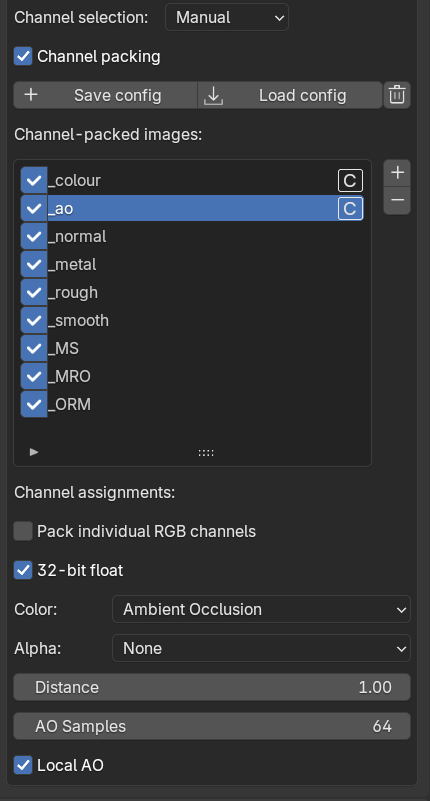 Channel selection: Manual
Channel packing
Save config Load config
Channel-packed images:
_colour C
_ao C
_normal
_metal
_rough
_smooth
_MS
_MRO
_ORM
Channel assignments:
Pack individual RGB channels
32-bit float
Color: Ambient Occlusion
Alpha: None
Distance 1.00
AO Samples 64
Local AO